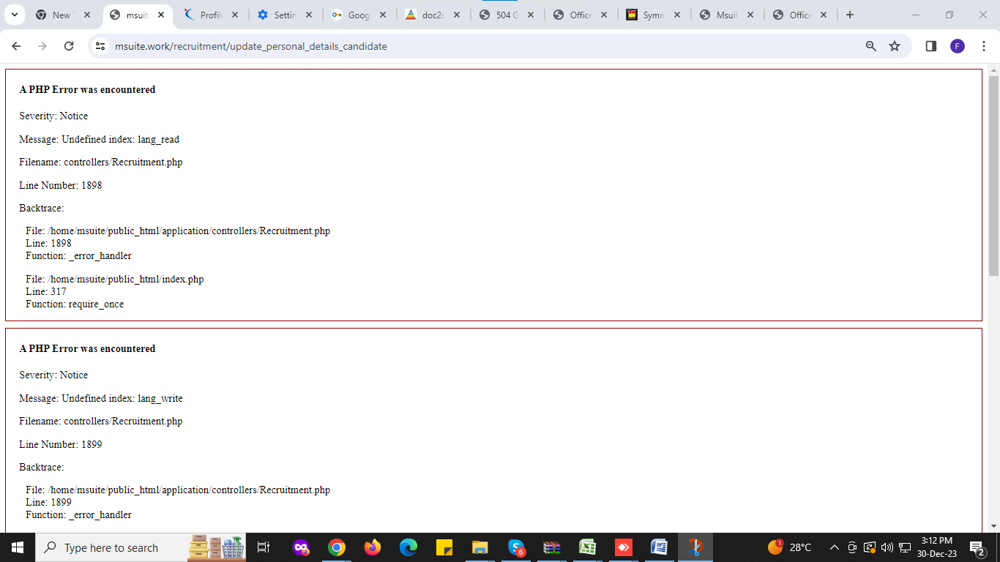 New T
msuit
Profil
Settin
Goog
doc2
504 G
Office
Symn
Msuit
Office
msuite.work/recruitment/update_personal_details_candidate
F
A PHP Error was encountered
Severity: Notice
Message: Undefined index: lang_read
Filename: controllers/Recruitment.php
Line Number: 1898
Backtrace:
File: /home/msuite/public_html/application/controllers/Recruitment.php
Line: 1898
Function: _error_handler
File: /home/msuite/public_html/index.php
Line: 317
Function: require_once
A PHP Error was encountered
Severity: Notice
Message: Undefined index: lang_write
Filename: controllers/Recruitment.php
Line Number: 1899
Backtrace:
File: /home/msuite/public_html/application/controllers/Recruitment.php
Line: 1899
Function: _error_handler
Type here to search
6
1
28°C
3:12 PM
30-Dec-23
2